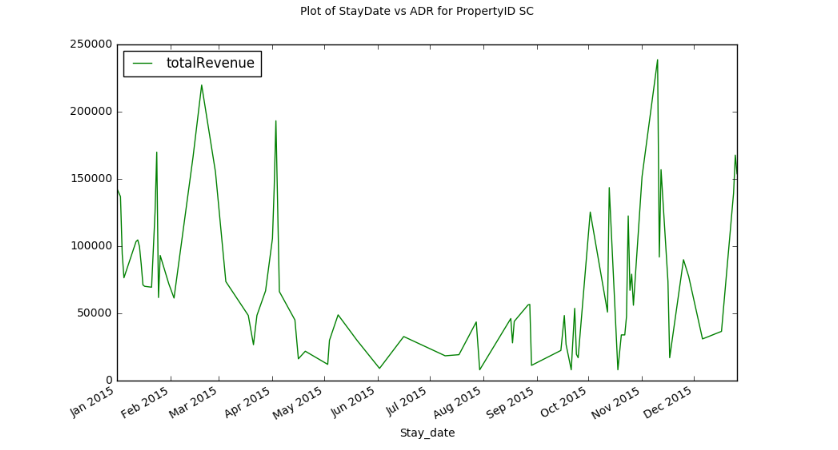 Plot of StayDate vs ADR for PropertyID SC
250000
totalRevenue
200000
150000
100000
50000
0
Jan 2015 Feb 2015 Mar 2015 Apr 2015 May 2015 Jun 2015 Jul 2015 Aug 2015 Sep 2015 Oct 2015 Nov 2015 Dec 2015
Stay_date